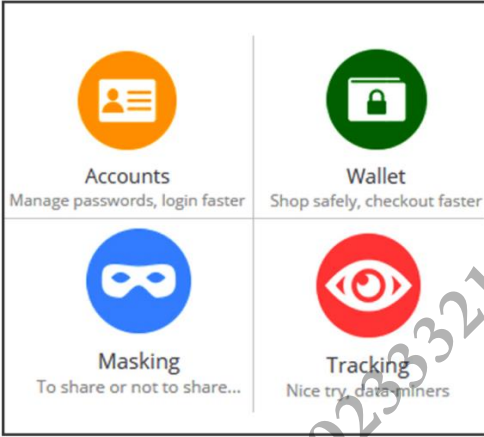 Accounts
Manage passwords, login faster
Wallet
Shop safely, checkout faster
Masking
To share or not to share...
Tracking
Nice try, data-miners